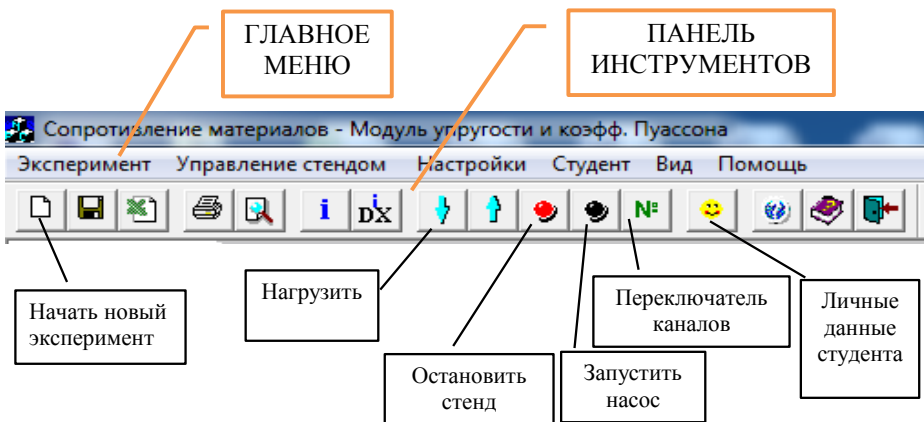 ГЛАВНОЕ
МЕНЮ
ПАНЕЛЬ
ИНСТРУМЕНТОВ
Сопротивление материалов - Модуль упругости и коэфф. Пуассона
Эксперимент Управление стендом Настройки Студент Вид Помощь
i DX N:
Начать новый
эксперимент
Нагрузить
Остановить
стенд
Запустить
насос
Переключатель
каналов
Личные
данные
студента